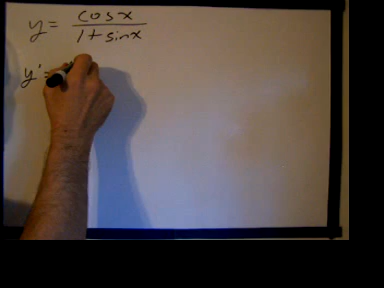 y = cos x / 1 + sin x
y' =